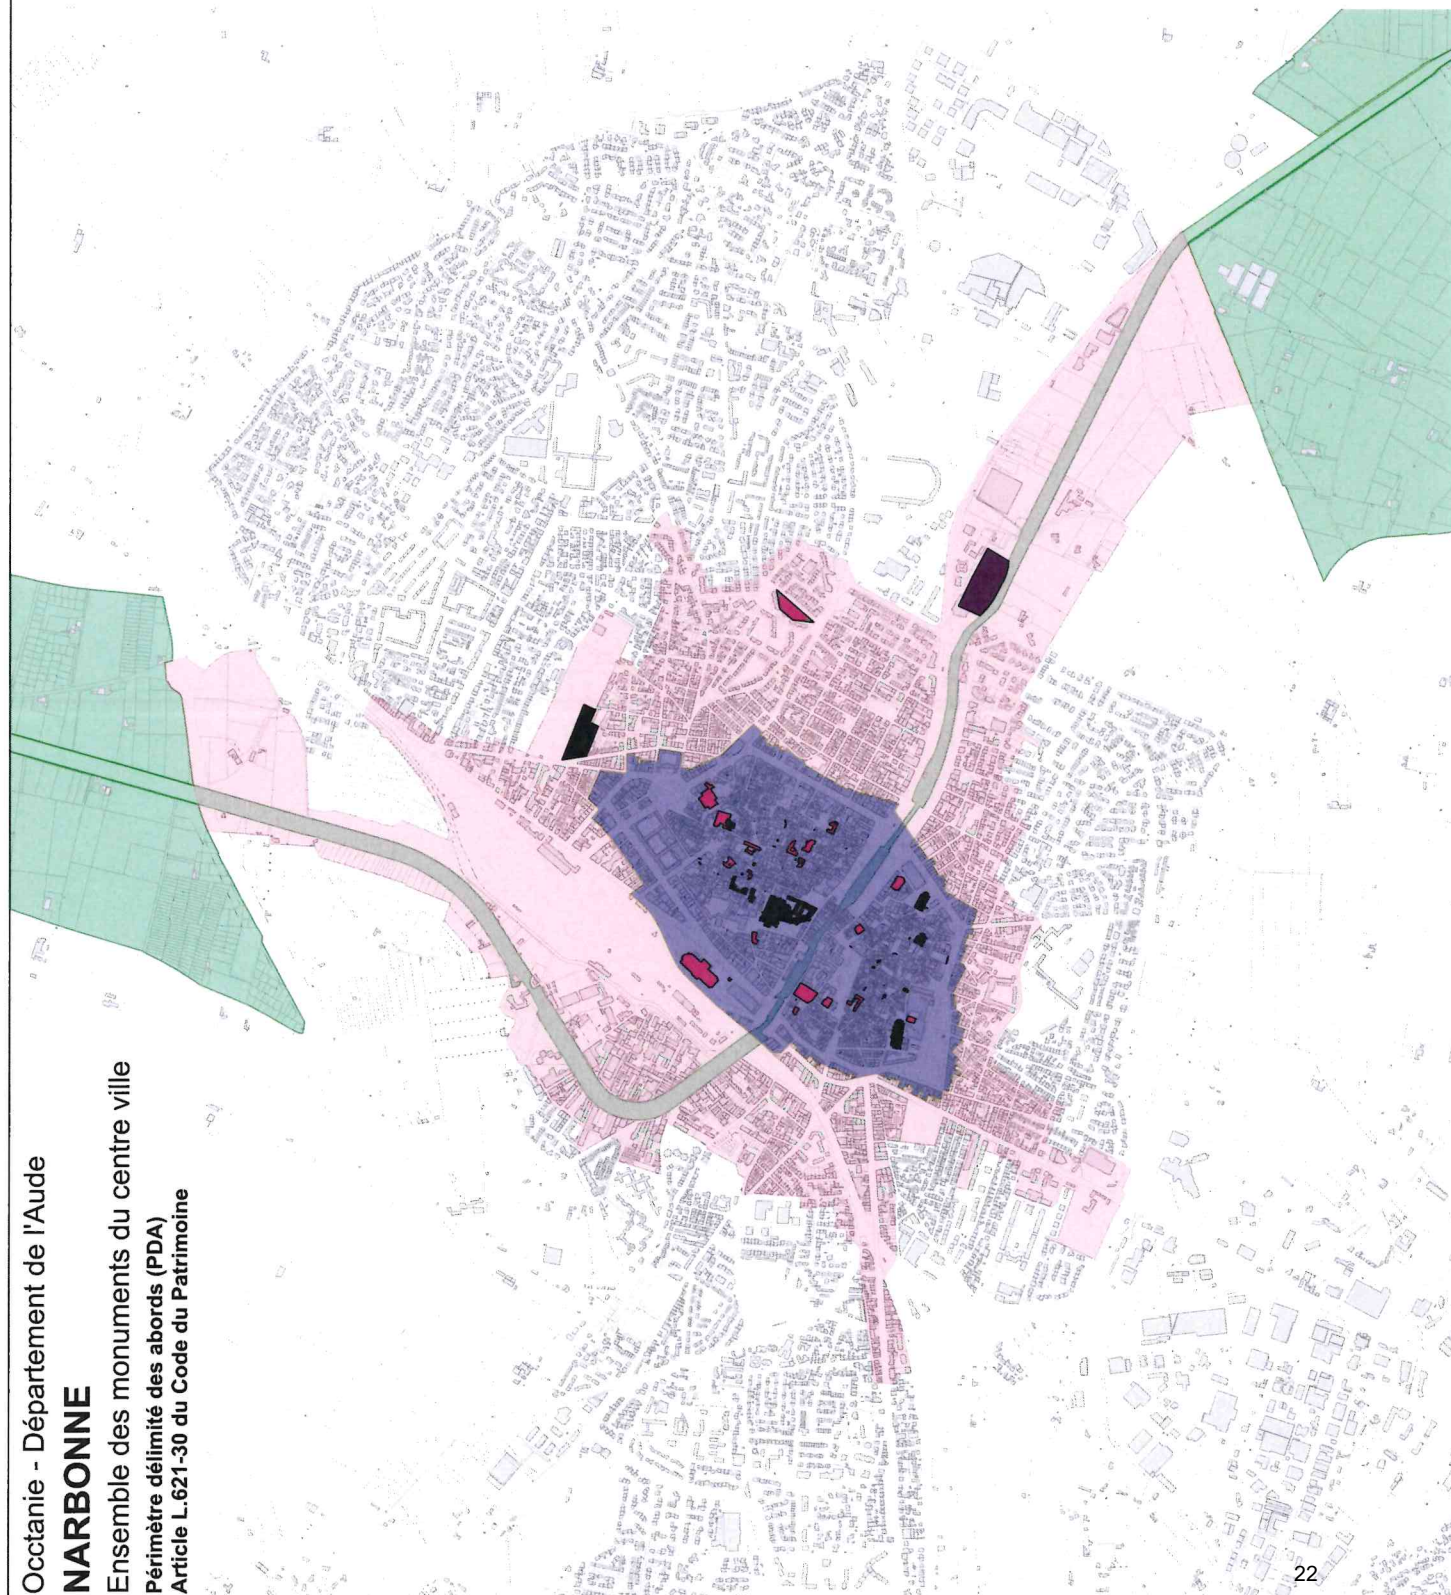 Occtanie - Département de l'Aude
NARBONNE
Ensemble des monuments du centre ville
Périmètre délimité des abords (PDA)
Article L.621-30 du Code du Patrimoine
22